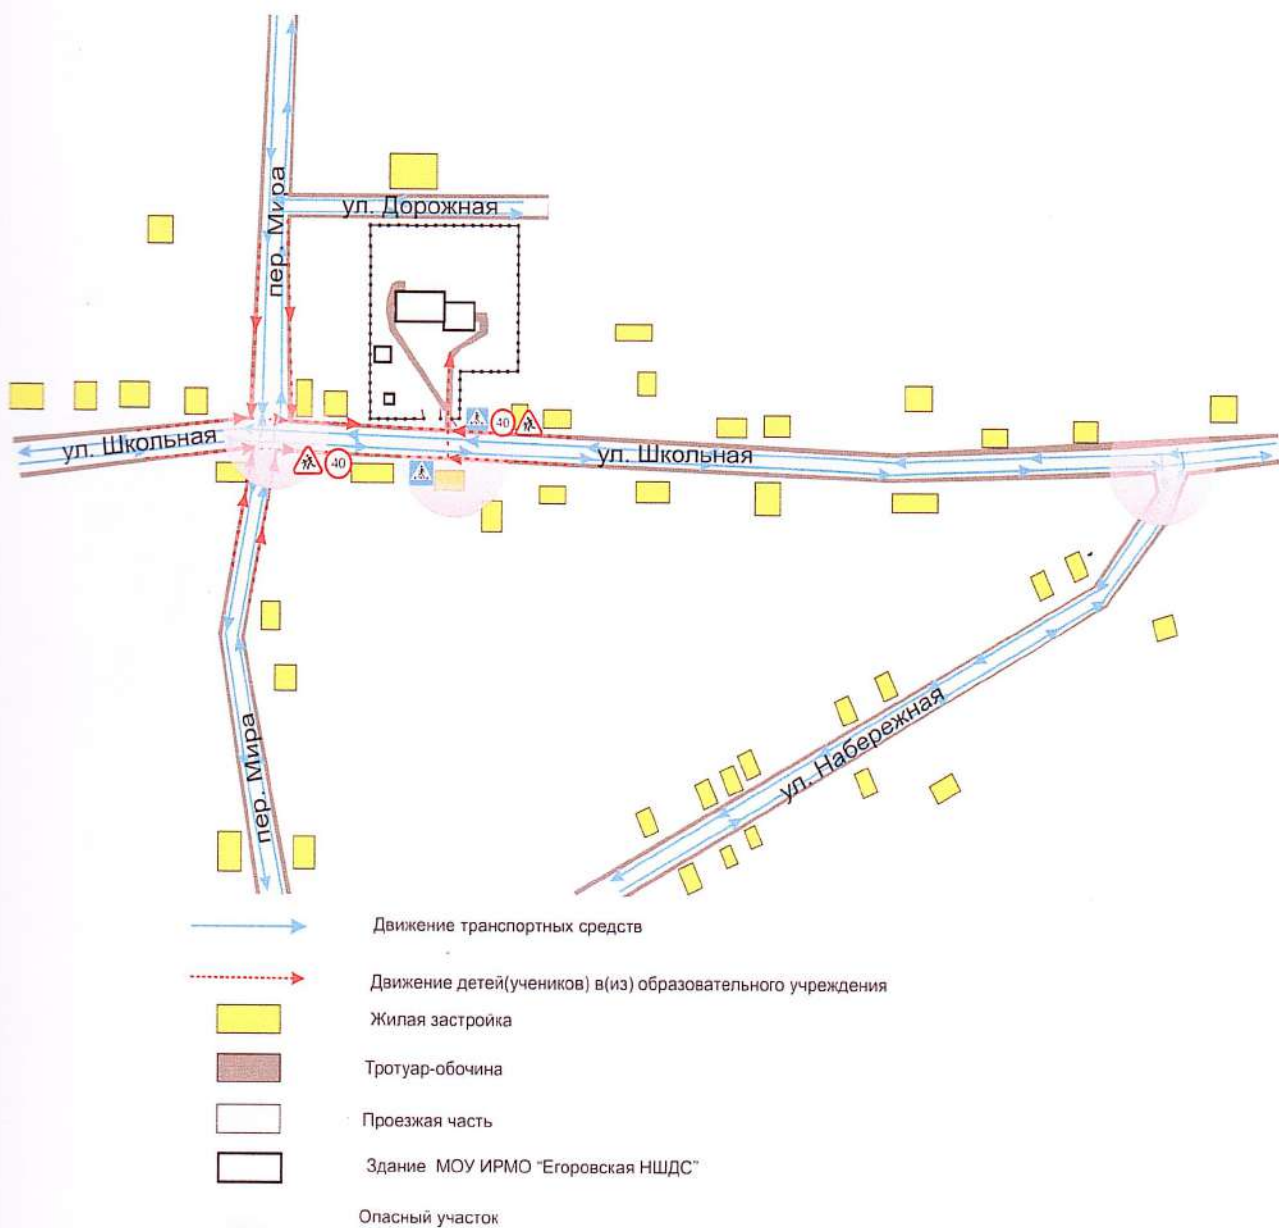 пер. Мира
ул. Дорожная
40
ул. Школьная
ул. Школьная
40
пер. Мира
ул. Набережная
Движение транспортных средств
Движение детей(учеников) в(из) образовательного учреждения
Жилая застройка
Тротуар-обочина
Проезжая часть
Здание МОУ ИРМО "Егоровская НШДС"
Опасный участок